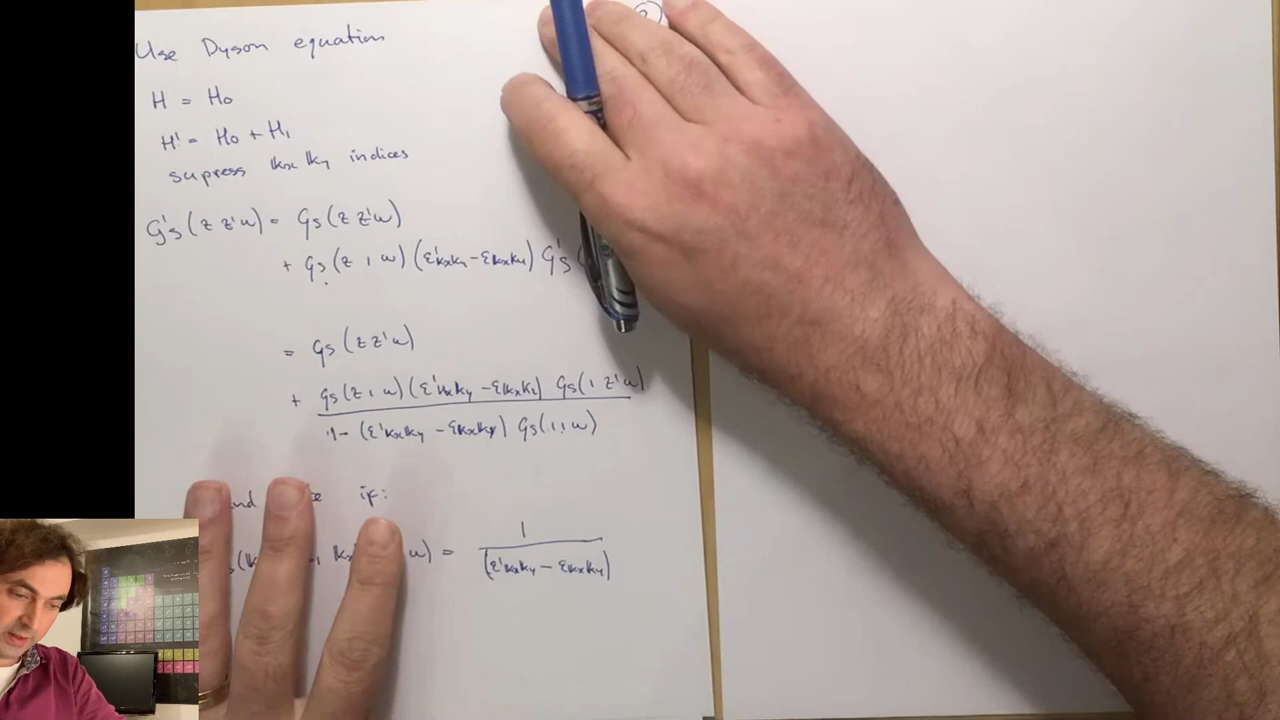 Use Dyson equation
H = H₀
H' = H₀ + H₁
supress kx ky indices
G's (z z' ω) = Gs (z z' ω)
+ Gs (z 1 ω) (ε'kxky - εkxky) G's (
= Gs (z z' ω)
+ Gs (z 1 ω) (ε'kxky - εkxky) Gs (1 z' ω)
1 - (ε'kxky - εkxky) Gs (1 1 ω)
if:
ω) = 1
(ε'kxky - εkxky)